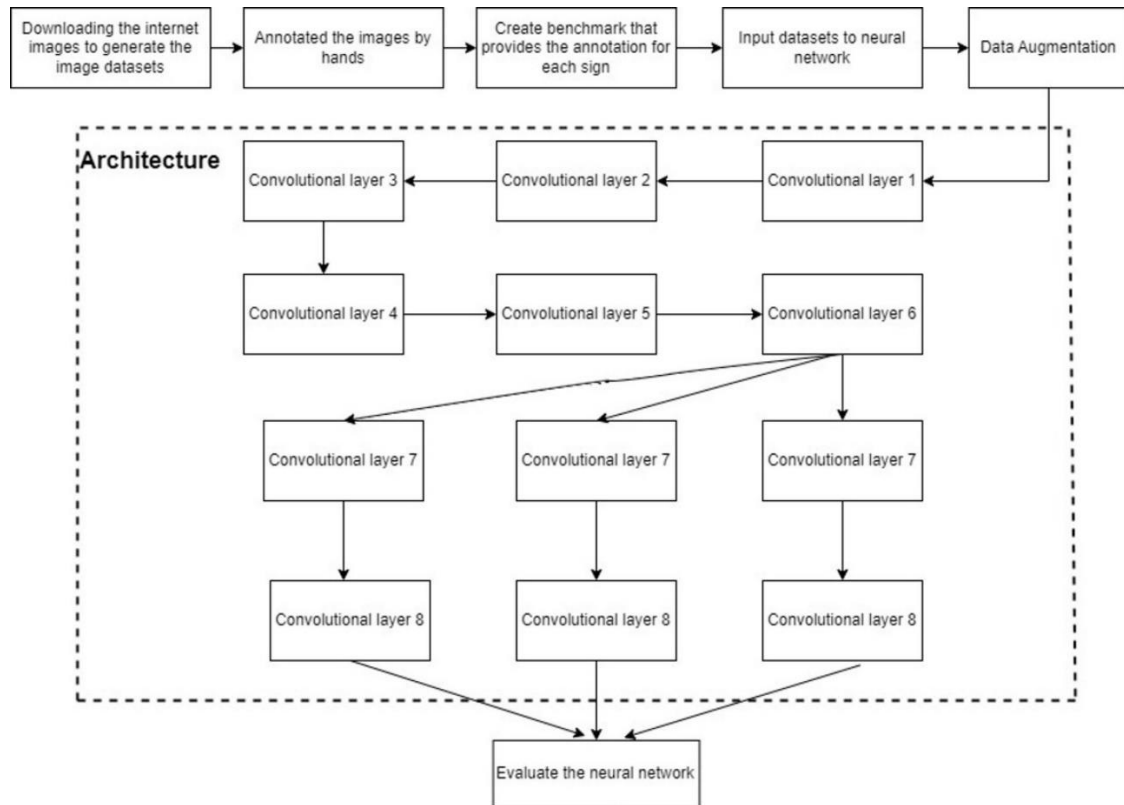 Downloading the internet
images to generate the
image datasets
Annotated the images by
hands
Create benchmark that
provides the annotation for
each sign
Input datasets to neural
network
Data Augmentation
Architecture
Convolutional layer 3
Convolutional layer 2
Convolutional layer 1
Convolutional layer 4
Convolutional layer 5
Convolutional layer 6
Convolutional layer 7
Convolutional layer 7
Convolutional layer 7
Convolutional layer 8
Convolutional layer 8
Convolutional layer 8
Evaluate the neural network